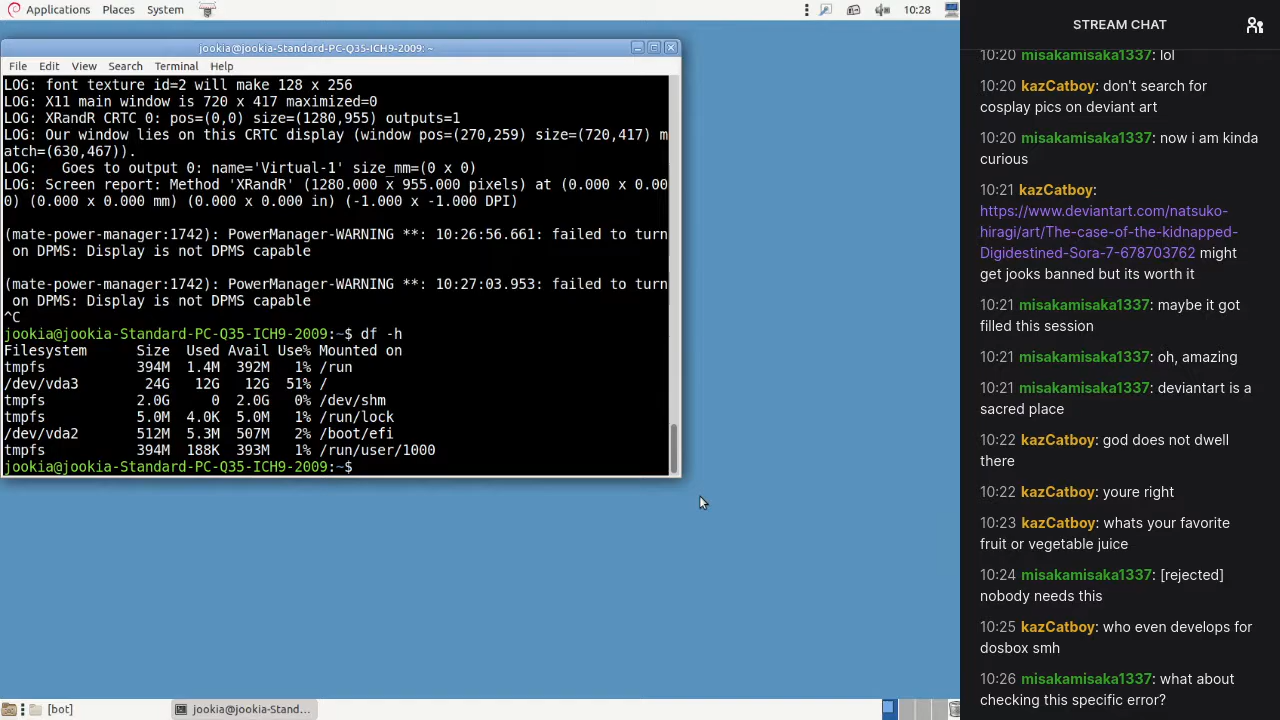 Applications Places System 10:28
jookia@jookia-Standard-PC-Q35-ICH9-2009: ~
File Edit View Search Terminal Help
LOG: font texture id=2 will make 128 x 256
LOG: X11 main window is 720 x 417 maximized=0
LOG: XRandR CRTC 0: pos=(0,0) size=(1280,955) outputs=1
LOG: Our window lies on this CRTC display (window pos=(270,259) size=(720,417) m
atch=(630,467)).
LOG:   Goes to output 0: name='Virtual-1' size_mm=(0 x 0)
LOG: Screen report: Method 'XRandR' (1280.000 x 955.000 pixels) at (0.000 x 0.00
0) (0.000 x 0.000 mm) (0.000 x 0.000 in) (-1.000 x -1.000 DPI)
(mate-power-manager:1742): PowerManager-WARNING **: 10:26:56.661: failed to turn
 on DPMS: Display is not DPMS capable
(mate-power-manager:1742): PowerManager-WARNING **: 10:27:03.953: failed to turn
 on DPMS: Display is not DPMS capable
^C
jookia@jookia-Standard-PC-Q35-ICH9-2009:~$ df -h
Filesystem      Size  Used Avail Use% Mounted on
tmpfs           394M  1.4M  392M   1% /run
/dev/vda3        24G   12G   12G  51% /
tmpfs           2.0G     0  2.0G   0% /dev/shm
tmpfs           5.0M  4.0K  5.0M   1% /run/lock
/dev/vda2       512M  5.3M  507M   2% /boot/efi
tmpfs           394M  188K  393M   1% /run/user/1000
jookia@jookia-Standard-PC-Q35-ICH9-2009:~$
[bot] jookia@jookia-Stand...
STREAM CHAT
10:20 misakamisaka1337: lol
10:20 kazCatboy: don't search for
cosplay pics on deviant art
10:20 misakamisaka1337: now i am kinda
curious
10:21 kazCatboy:
https://www.deviantart.com/natsuko-
hiragi/art/The-case-of-the-kidnapped-
Digidestined-Sora-7-678703762 might
get jooks banned but its worth it
10:21 misakamisaka1337: maybe it got
filled this session
10:21 misakamisaka1337: oh, amazing
10:21 misakamisaka1337: deviantart is a
sacred place
10:22 kazCatboy: god does not dwell
there
10:22 kazCatboy: youre right
10:23 kazCatboy: whats your favorite
fruit or vegetable juice
10:24 misakamisaka1337: [rejected]
nobody needs this
10:25 kazCatboy: who even develops for
dosbox smh
10:26 misakamisaka1337: what about
checking this specific error?